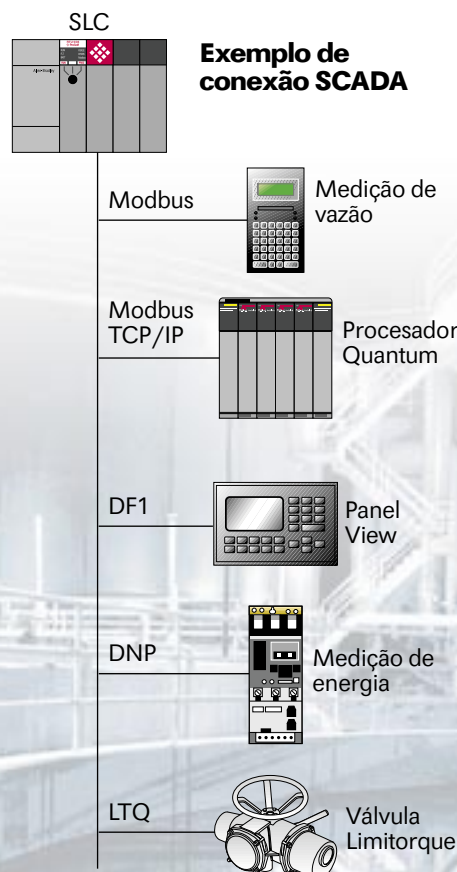 SLC
Exemplo de
conexão SCADA
Modbus
Medição de
vazão
Modbus
TCP/IP
Procesador
Quantum
DF1
Panel
View
DNP
Medição de
energia
LTQ
Válvula
Limitorque